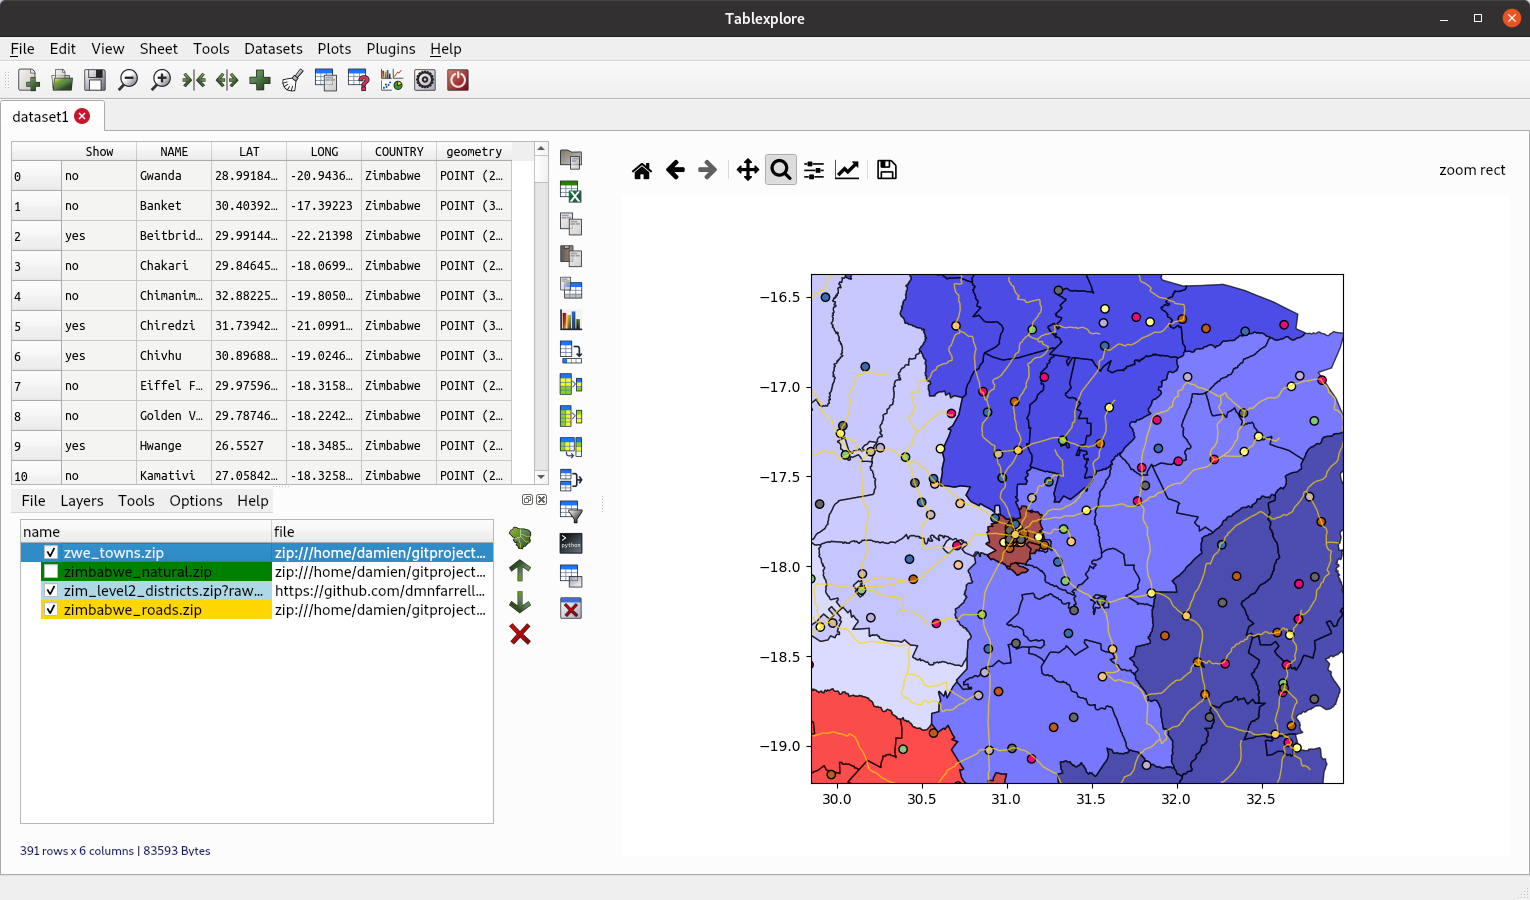 Tablexplore
File Edit View Sheet Tools Datasets Plots Plugins Help
dataset1
Show NAME LAT LONG COUNTRY geometry
0 no Gwanda 28.99184... -20.9436... Zimbabwe POINT (2...
1 no Banket 30.40392... -17.39223 Zimbabwe POINT (3...
2 yes Beitbrid... 29.99144... -22.21398 Zimbabwe POINT (2...
3 no Chakari 29.84645... -18.0699... Zimbabwe POINT (2...
4 no Chimanim... 32.88225... -19.8050... Zimbabwe POINT (3...
5 yes Chiredzi 31.73942... -21.0991... Zimbabwe POINT (3...
6 yes Chivhu 30.89688... -19.0246... Zimbabwe POINT (3...
7 no Eiffel F... 29.97596... -18.3158... Zimbabwe POINT (2...
8 no Golden V... 29.78746... -18.2242... Zimbabwe POINT (2...
9 yes Hwange 26.5527 -18.3485... Zimbabwe POINT (2...
10 no Kamativi 27.05842... -18.3258... Zimbabwe POINT (2...
File Layers Tools Options Help
name file
zwe_towns.zip zip:///home/damien/gitproject...
zimbabwe_natural.zip zip:///home/damien/gitproject...
zim_level2_districts.zip?raw... https://github.com/dmnfarrell...
zimbabwe_roads.zip zip:///home/damien/gitproject...
391 rows x 6 columns | 83593 Bytes
python
zoom rect
−16.5
−17.0
−17.5
−18.0
−18.5
−19.0
30.0 30.5 31.0 31.5 32.0 32.5